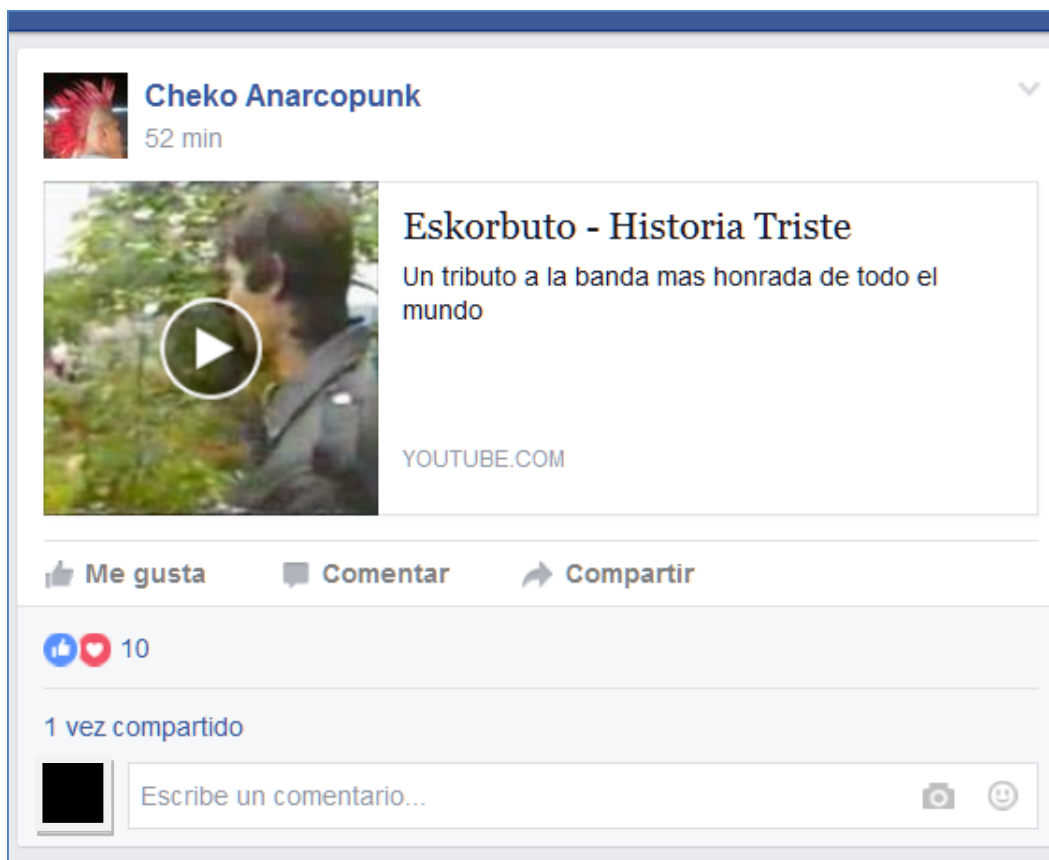 Cheko Anarcopunk
52 min
Eskorbuto - Historia Triste
Un tributo a la banda mas honrada de todo el
mundo
YOUTUBE.COM
Me gusta Comentar Compartir
10
1 vez compartido
Escribe un comentario...